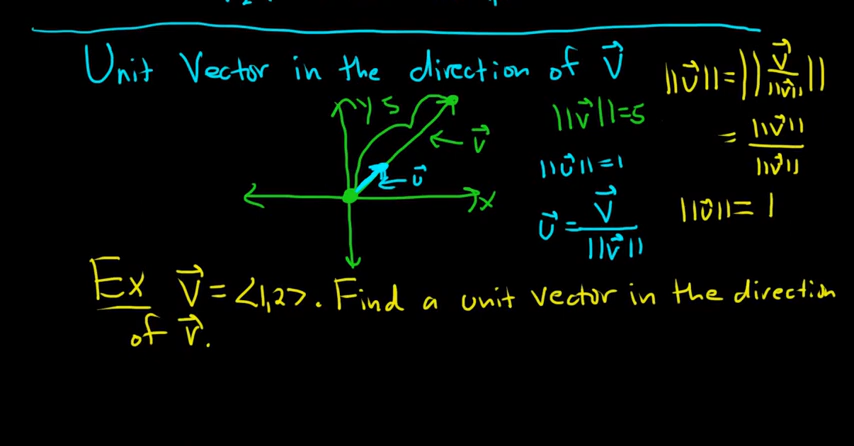 Unit Vector in the direction of v⃗
||u⃗|| = ||v⃗/||v⃗||||
y 5
||v⃗||=5
v⃗
= ||v⃗||/||v⃗||
||u⃗||=1
u⃗
x
u⃗ = v⃗/||v⃗||
||u⃗||= 1
Ex v⃗ = <1,2>. Find a unit vector in the direction
of v⃗.